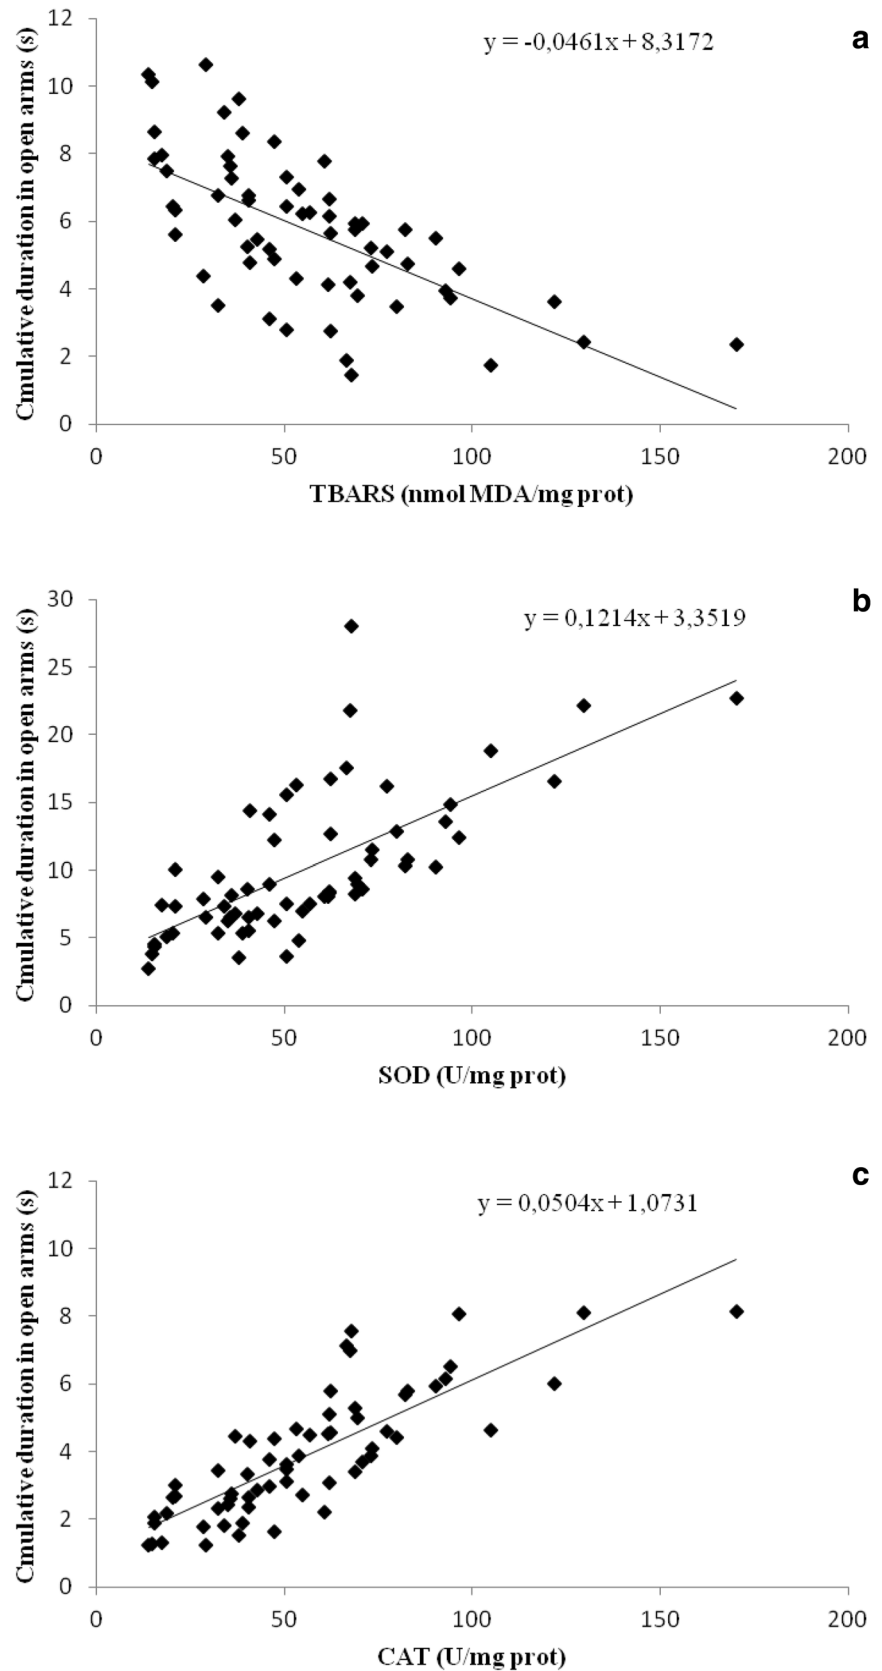 a
y = -0,0461x + 8,3172
12
10
8
6
4
2
0
Cmulative duration in open arms (s)
0 50 100 150 200
TBARS (nmol MDA/mg prot)
b
y = 0,1214x + 3,3519
30
25
20
15
10
5
0
Cmulative duration in open arms (s)
0 50 100 150 200
SOD (U/mg prot)
c
y = 0,0504x + 1,0731
12
10
8
6
4
2
0
Cmulative duration in open arms (s)
0 50 100 150 200
CAT (U/mg prot)